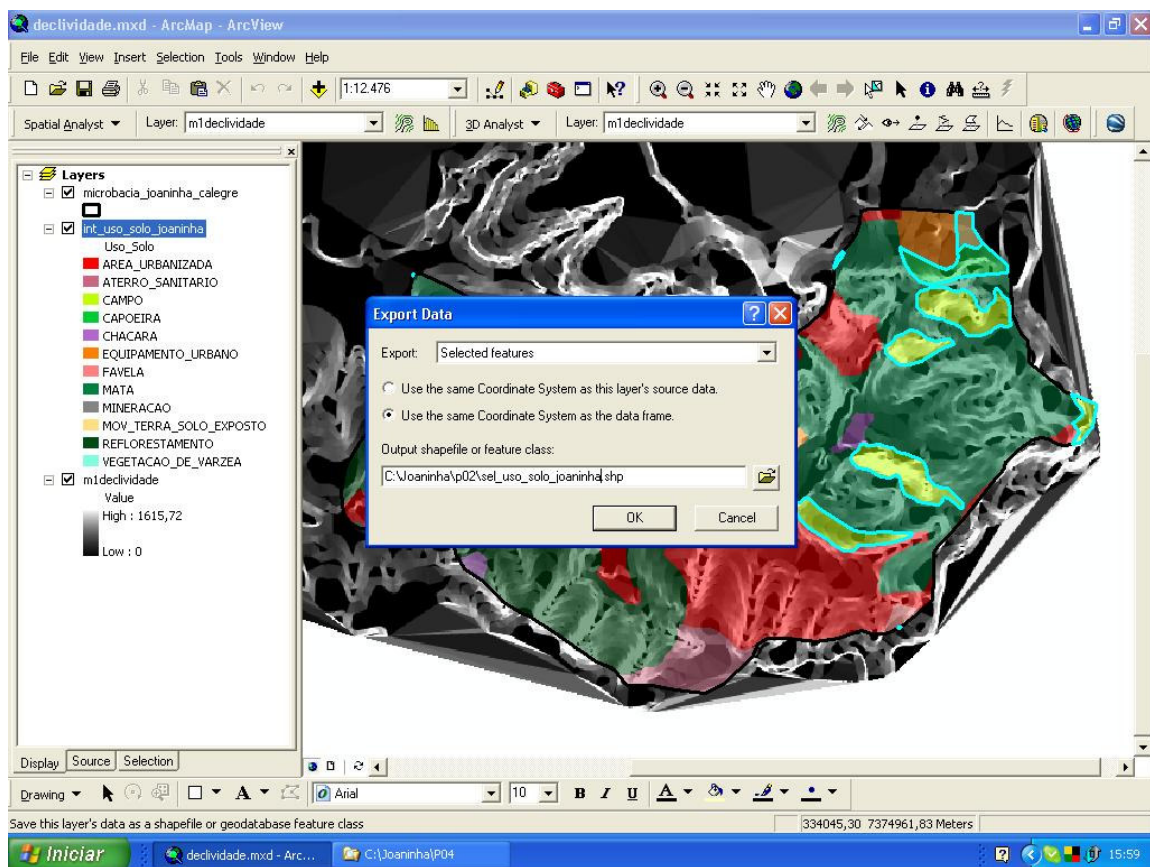 declividade.mxd - ArcMap - ArcView
File Edit View Insert Selection Tools Window Help
1:12.476
Spatial Analyst Layer: m1declividade 3D Analyst Layer: m1declividade
Layers
microbacia_joaninha_calegre
int_uso_solo_joaninha
Uso_Solo
AREA_URBANIZADA
ATERRO_SANITARIO
CAMPO
CAPOEIRA
CHACARA
EQUIPAMENTO_URBANO
FAVELA
MATA
MINERACAO
MOV_TERRA_SOLO_EXPOSTO
REFLORESTAMENTO
VEGETACAO_DE_VARZEA
m1declividade
Value
High : 1615,72
Low : 0
Export Data
Export: Selected features
Use the same Coordinate System as this layer's source data.
Use the same Coordinate System as the data frame.
Output shapefile or feature class:
C:\Joaninha\p02\sel_uso_solo_joaninha.shp
OK Cancel
Display Source Selection
Drawing A Arial 10 B I U A
Save this layer's data as a shapefile or geodatabase feature class
334045,30 7374961,83 Meters
Iniciar declividade.mxd - Arc... C:\Joaninha\P04 15:59